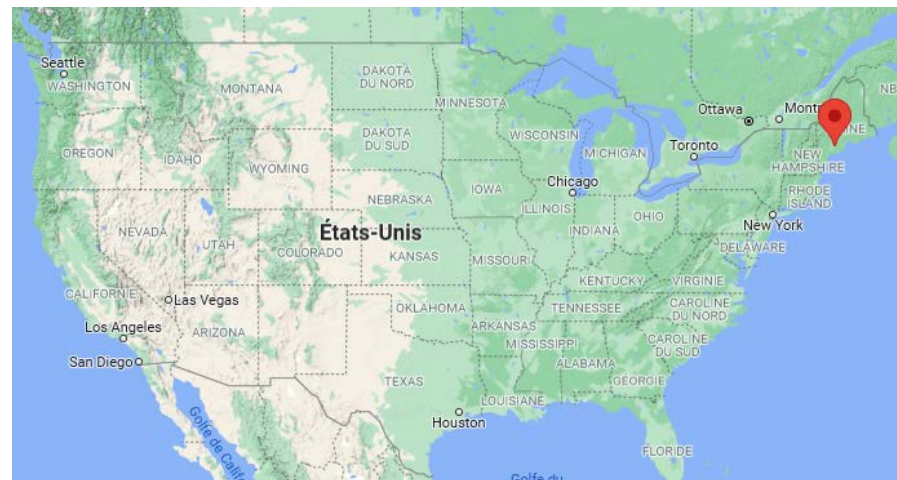 Seattle
WASHINGTON
MONTANA
DAKOTA
DU NORD
MINNESOTA
Ottawa
NB
OREGON
IDAHO
WYOMING
DAKOTA
DU SUD
WISCONSIN
MICHIGAN
Toronto
NEW
HAMPSHIRE
NEBRASKA
IOWA
Chicago
ILLINOIS
RHODE
ISLAND
New York
NEVADA
UTAH
COLORADO
États-Unis
KANSAS
MISSOURI
INDIANA
OHIO
DELAWARE
CALIFORNIE
Las Vegas
OKLAHOMA
KENTUCKY
VIRGINIE
TENNESSEE
CAROLINE
DU NORD
Los Angeles
ARIZONA
ARKANSAS
MISSISSIPPI
CAROLINE
DU SUD
San Diego
TEXAS
ALABAMA
GÉORGIE
LOUISIANE
Houston
FLORIDE
Golfe de Calif
Golfe du